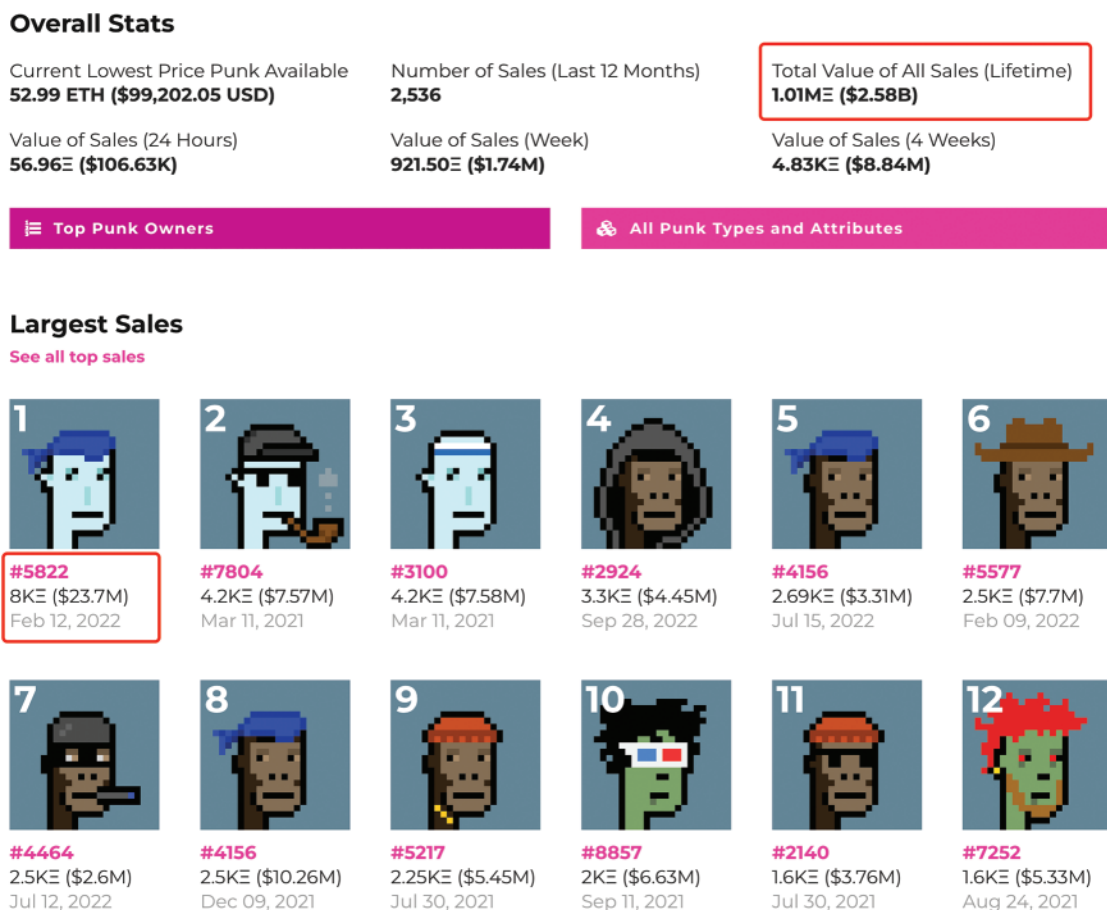 Overall Stats
Current Lowest Price Punk Available
52.99 ETH ($99,202.05 USD)
Number of Sales (Last 12 Months)
2,536
Total Value of All Sales (Lifetime)
1.01MΞ ($2.58B)
Value of Sales (24 Hours)
56.96Ξ ($106.63K)
Value of Sales (Week)
921.50Ξ ($1.74M)
Value of Sales (4 Weeks)
4.83KΞ ($8.84M)
Top Punk Owners
All Punk Types and Attributes
Largest Sales
See all top sales
1
#5822
8KΞ ($23.7M)
Feb 12, 2022
2
#7804
4.2KΞ ($7.57M)
Mar 11, 2021
3
#3100
4.2KΞ ($7.58M)
Mar 11, 2021
4
#2924
3.3KΞ ($4.45M)
Sep 28, 2022
5
#4156
2.69KΞ ($3.31M)
Jul 15, 2022
6
#5577
2.5KΞ ($7.7M)
Feb 09, 2022
7
#4464
2.5KΞ ($2.6M)
Jul 12, 2022
8
#4156
2.5KΞ ($10.26M)
Dec 09, 2021
9
#5217
2.25KΞ ($5.45M)
Jul 30, 2021
10
#8857
2KΞ ($6.63M)
Sep 11, 2021
11
#2140
1.6KΞ ($3.76M)
Jul 30, 2021
12
#7252
1.6KΞ ($5.33M)
Aug 24, 2021